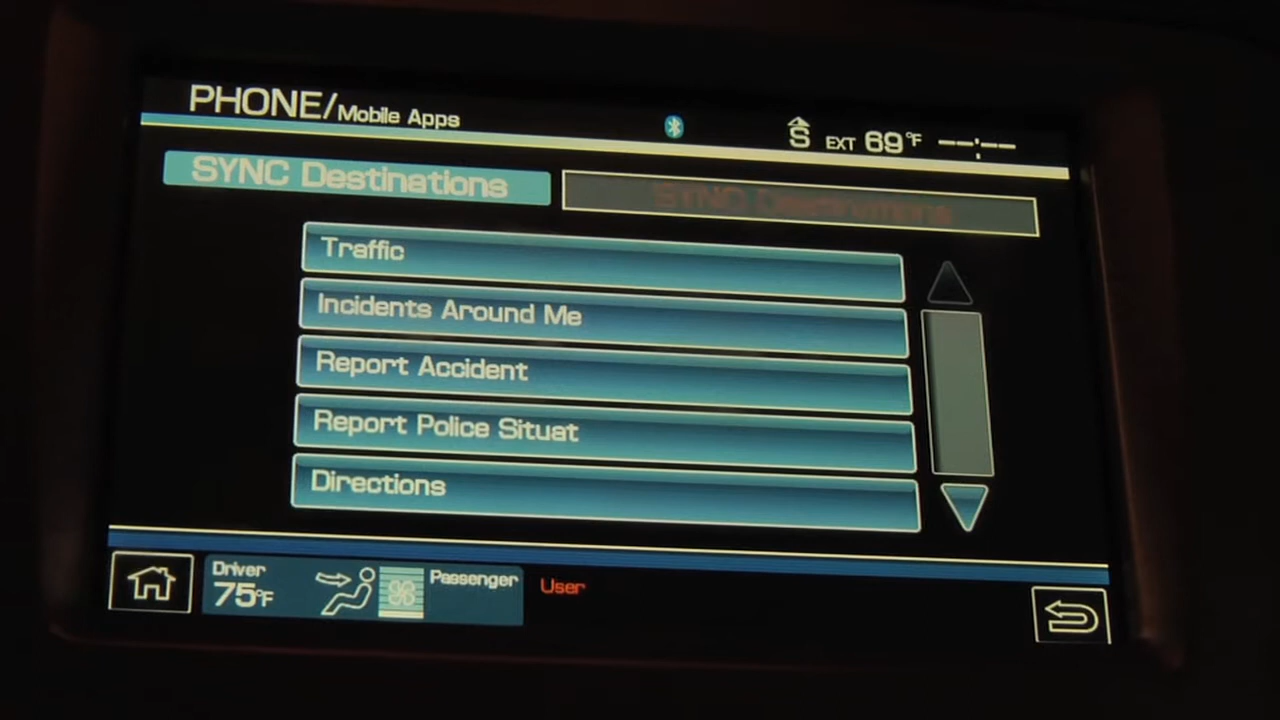 PHONE/Mobile Apps
S EXT 69°F --:--
SYNC Destinations
Traffic
Incidents Around Me
Report Accident
Report Police Situat
Directions
Driver
75°F
Passenger
User